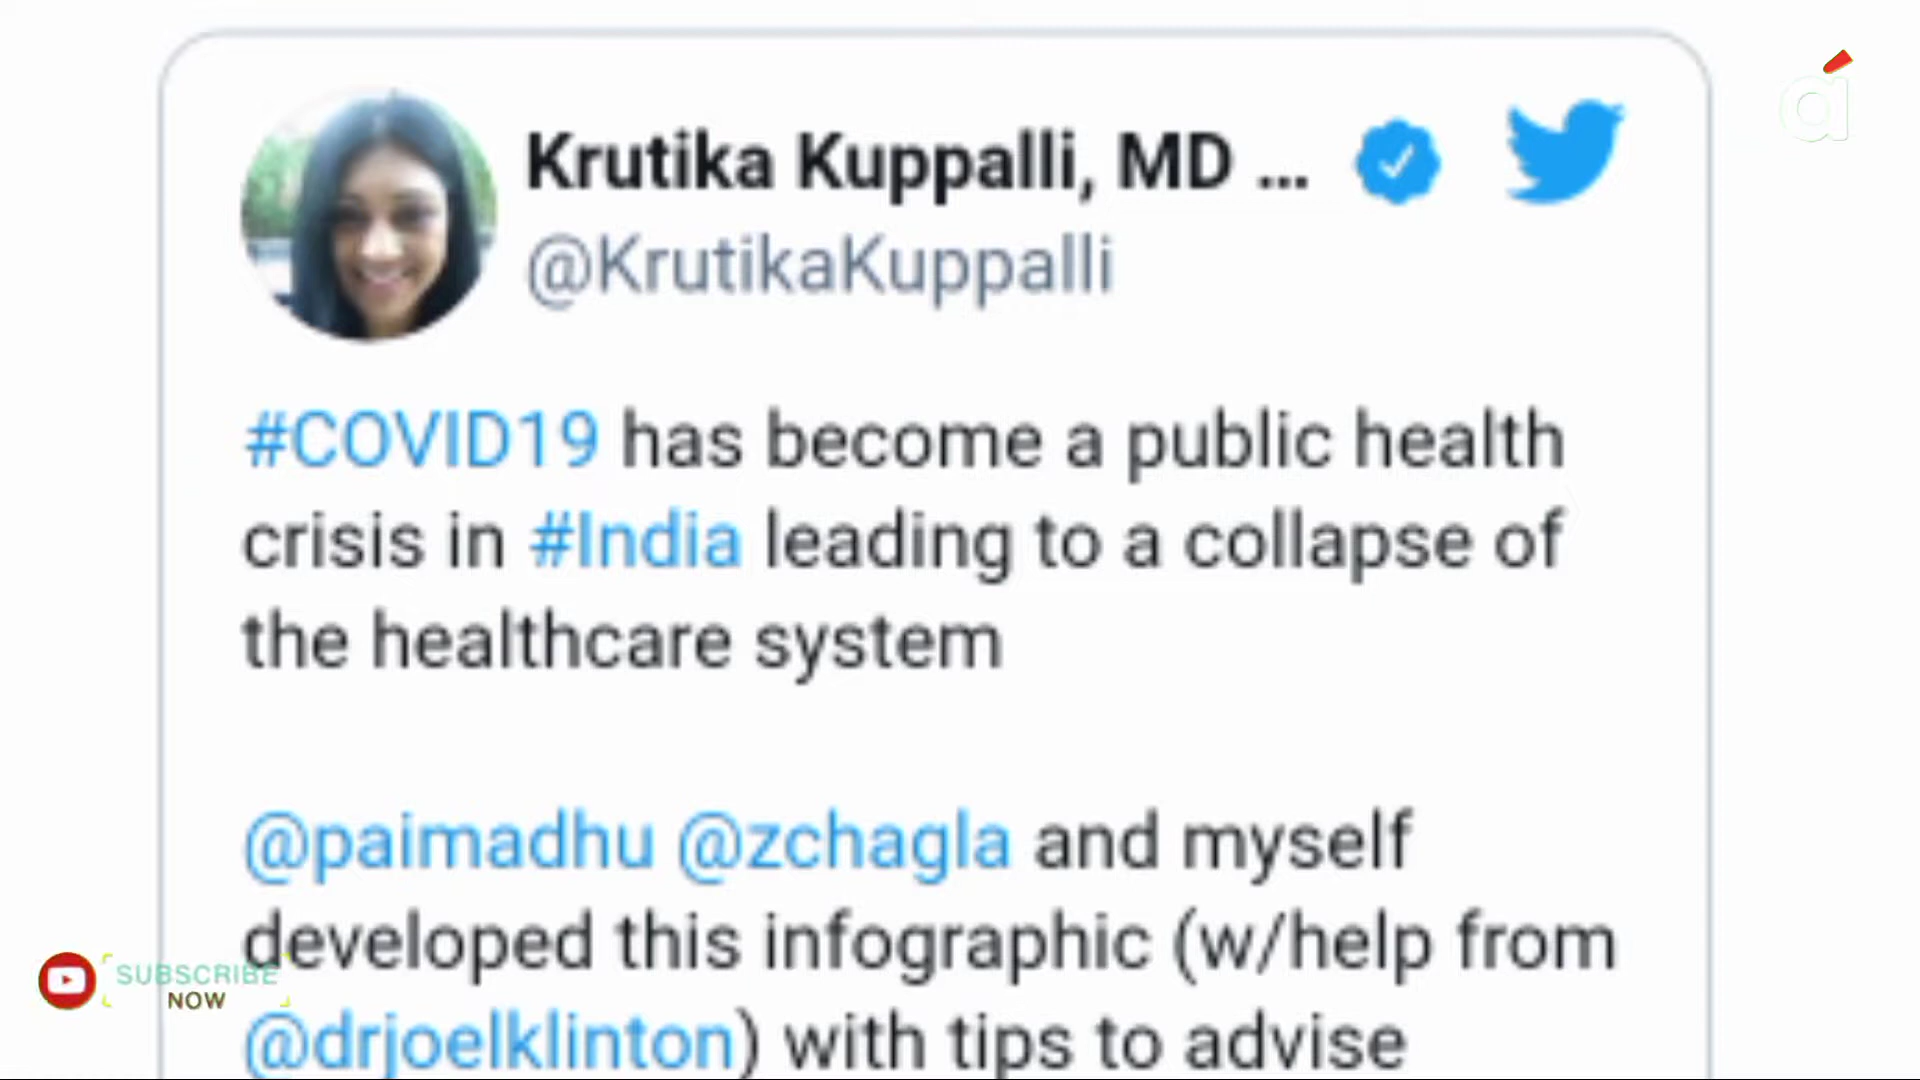 Krutika Kuppalli, MD ...
@KrutikaKuppalli
#COVID19 has become a public health
crisis in #India leading to a collapse of
the healthcare system
@paimadhu @zchagla and myself
developed this infographic (w/help from
@drjoelklinton) with tips to advise
SUBSCRIBE
NOW
á